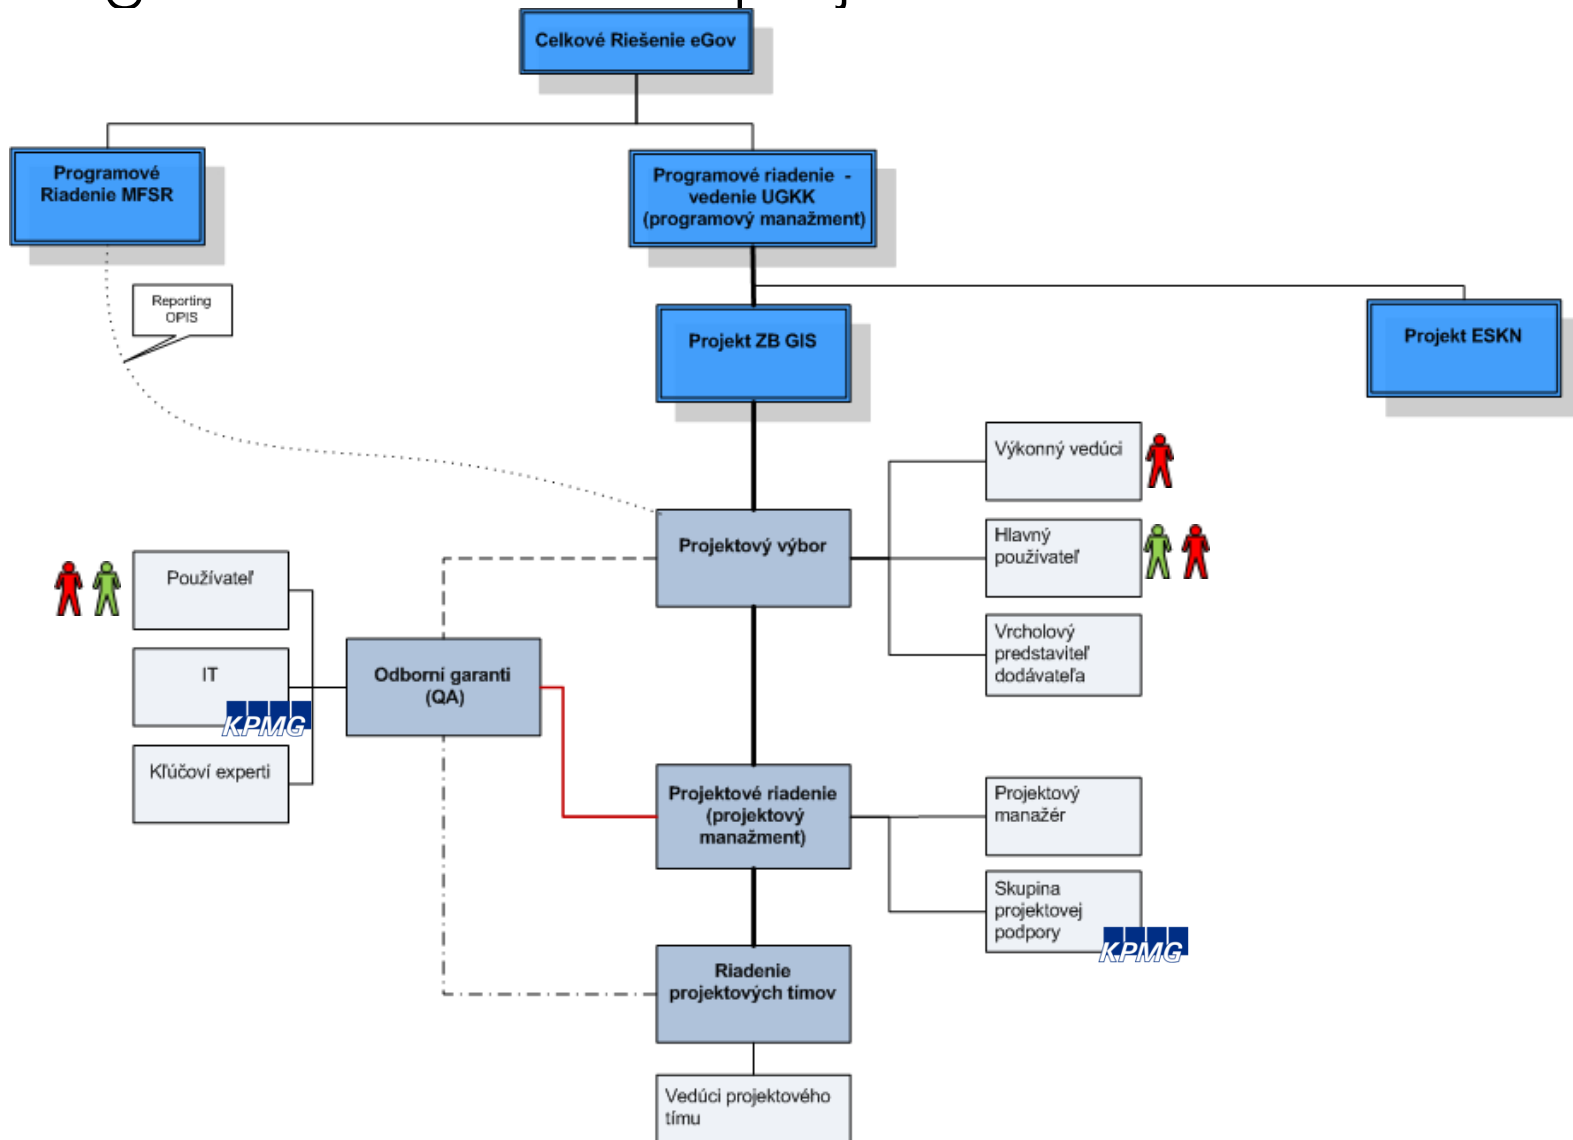 Celkové Riešenie eGov
Programové
Riadenie MFSR
Programové riadenie -
vedenie UGKK
(programový manažment)
Reporting
OPIS
Projekt ZB GIS
Projekt ESKN
Výkonný vedúci
Projektový výbor
Hlavný
používateľ
Používateľ
Vrcholový
predstaviteľ
dodávateľa
IT
KPMG
Odborní garanti
(QA)
Kľúčoví experti
Projektové riadenie
(projektový
manažment)
Projektový
manažér
Skupina
projektovej
podpory
KPMG
Riadenie
projektových tímov
Vedúci projektového
tímu